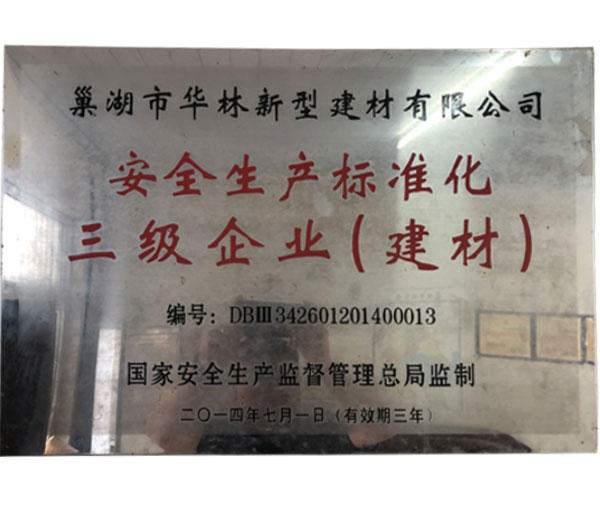 巢湖市华林新型建材有限公司
安全生产标准化
三级企业(建材)
编号：DBⅢ342601201400013
国家安全生产监督管理总局监制
二〇一四年七月一日（有效期三年）